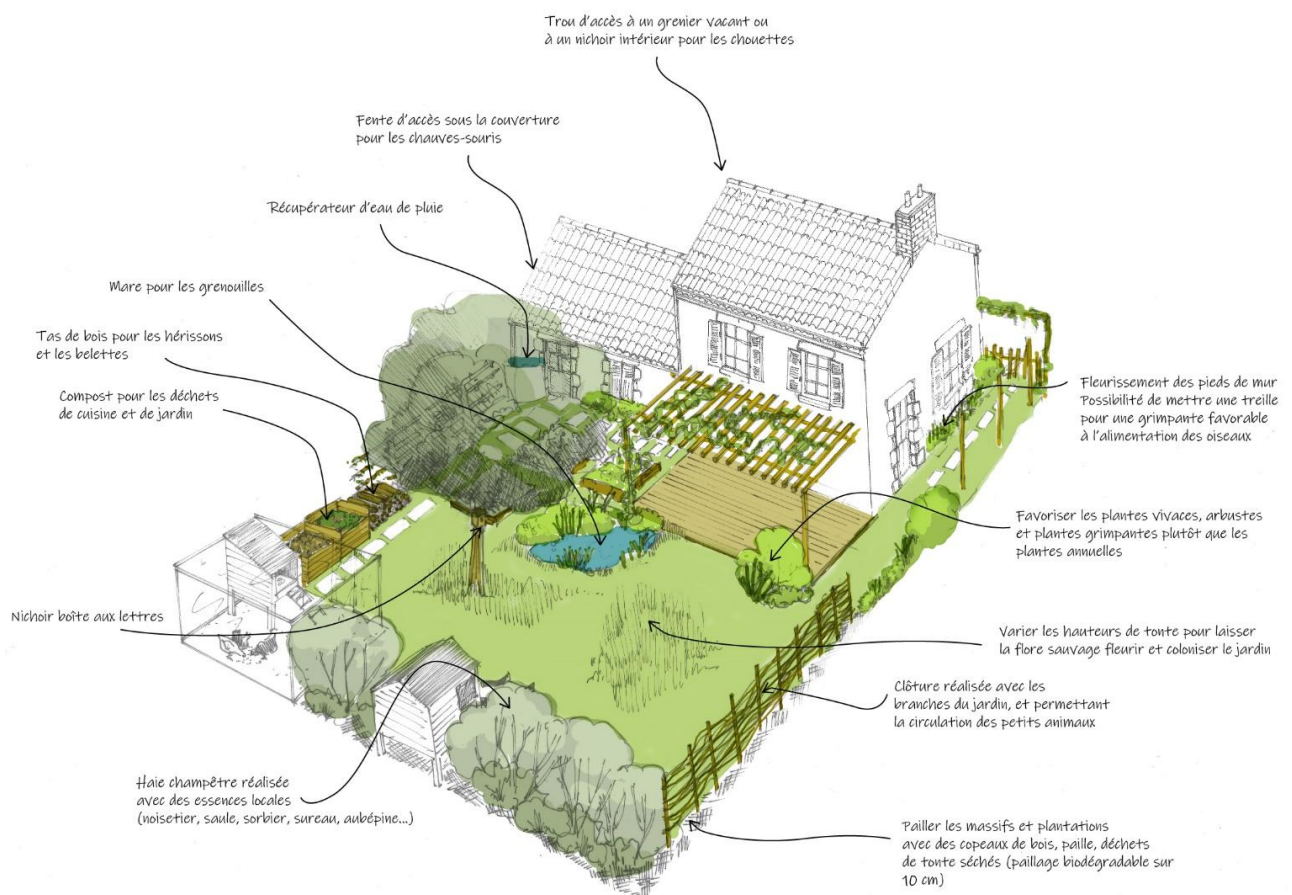 Trou d'accès à un grenier vacant ou
à un nichoir intérieur pour les chouettes
Fente d'accès sous la couverture
pour les chauves-souris
Récupérateur d'eau de pluie
Mare pour les grenouilles
Tas de bois pour les hérissons
et les belettes
Compost pour les déchets
de cuisine et de jardin
Fleurissement des pieds de mur
Possibilité de mettre une treille
pour une grimpante favorable
à l'alimentation des oiseaux
Favoriser les plantes vivaces, arbustes
et plantes grimpantes plutôt que les
plantes annuelles
Nichoir boîte aux lettres
Varier les hauteurs de tonte pour laisser
la flore sauvage fleurir et coloniser le jardin
Clôture réalisée avec les
branches du jardin, et permettant
la circulation des petits animaux
Haie champêtre réalisée
avec des essences locales
(noisetier, saule, sorbier, sureau, aubépine...)
Pailler les massifs et plantations
avec des copeaux de bois, paille, déchets
de tonte séchés (paillage biodégradable sur
10 cm)